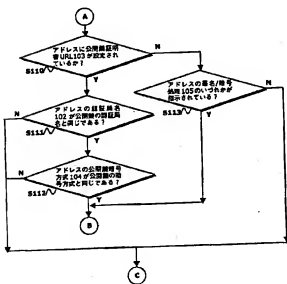 A
アドレスに公開鍵証明
書URL103が設定され
ているか?
N
S110
Y
アドレスの署名/暗号
処理105のいづれかが
指示されている?
N
S113
Y
アドレスの認証局名
102が公開鍵の認証局
名と同じである?
N
S111
Y
アドレスの公開鍵暗号
方式104が公開鍵の暗
号方式と同じである?
N
S112
Y
B
C